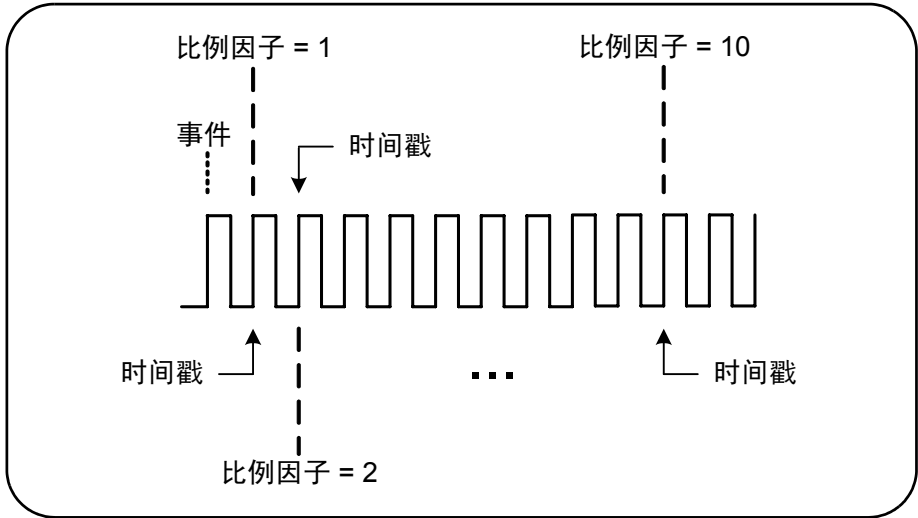 比例因子 = 1
比例因子 = 10
事件
时间戳
时间戳
...
时间戳
比例因子 = 2